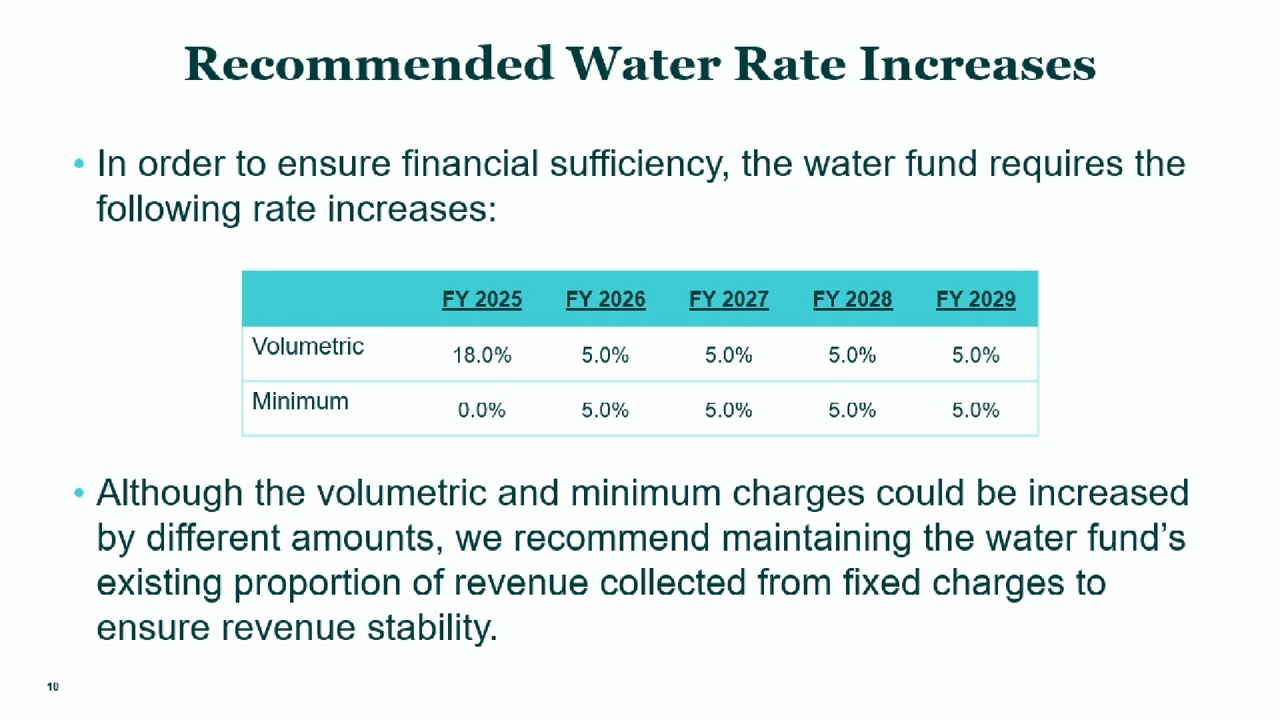 Recommended Water Rate Increases
• In order to ensure financial sufficiency, the water fund requires the
following rate increases:
FY 2025 FY 2026 FY 2027 FY 2028 FY 2029
Volumetric 18.0% 5.0% 5.0% 5.0% 5.0%
Minimum 0.0% 5.0% 5.0% 5.0% 5.0%
• Although the volumetric and minimum charges could be increased
by different amounts, we recommend maintaining the water fund’s
existing proportion of revenue collected from fixed charges to
ensure revenue stability.
10